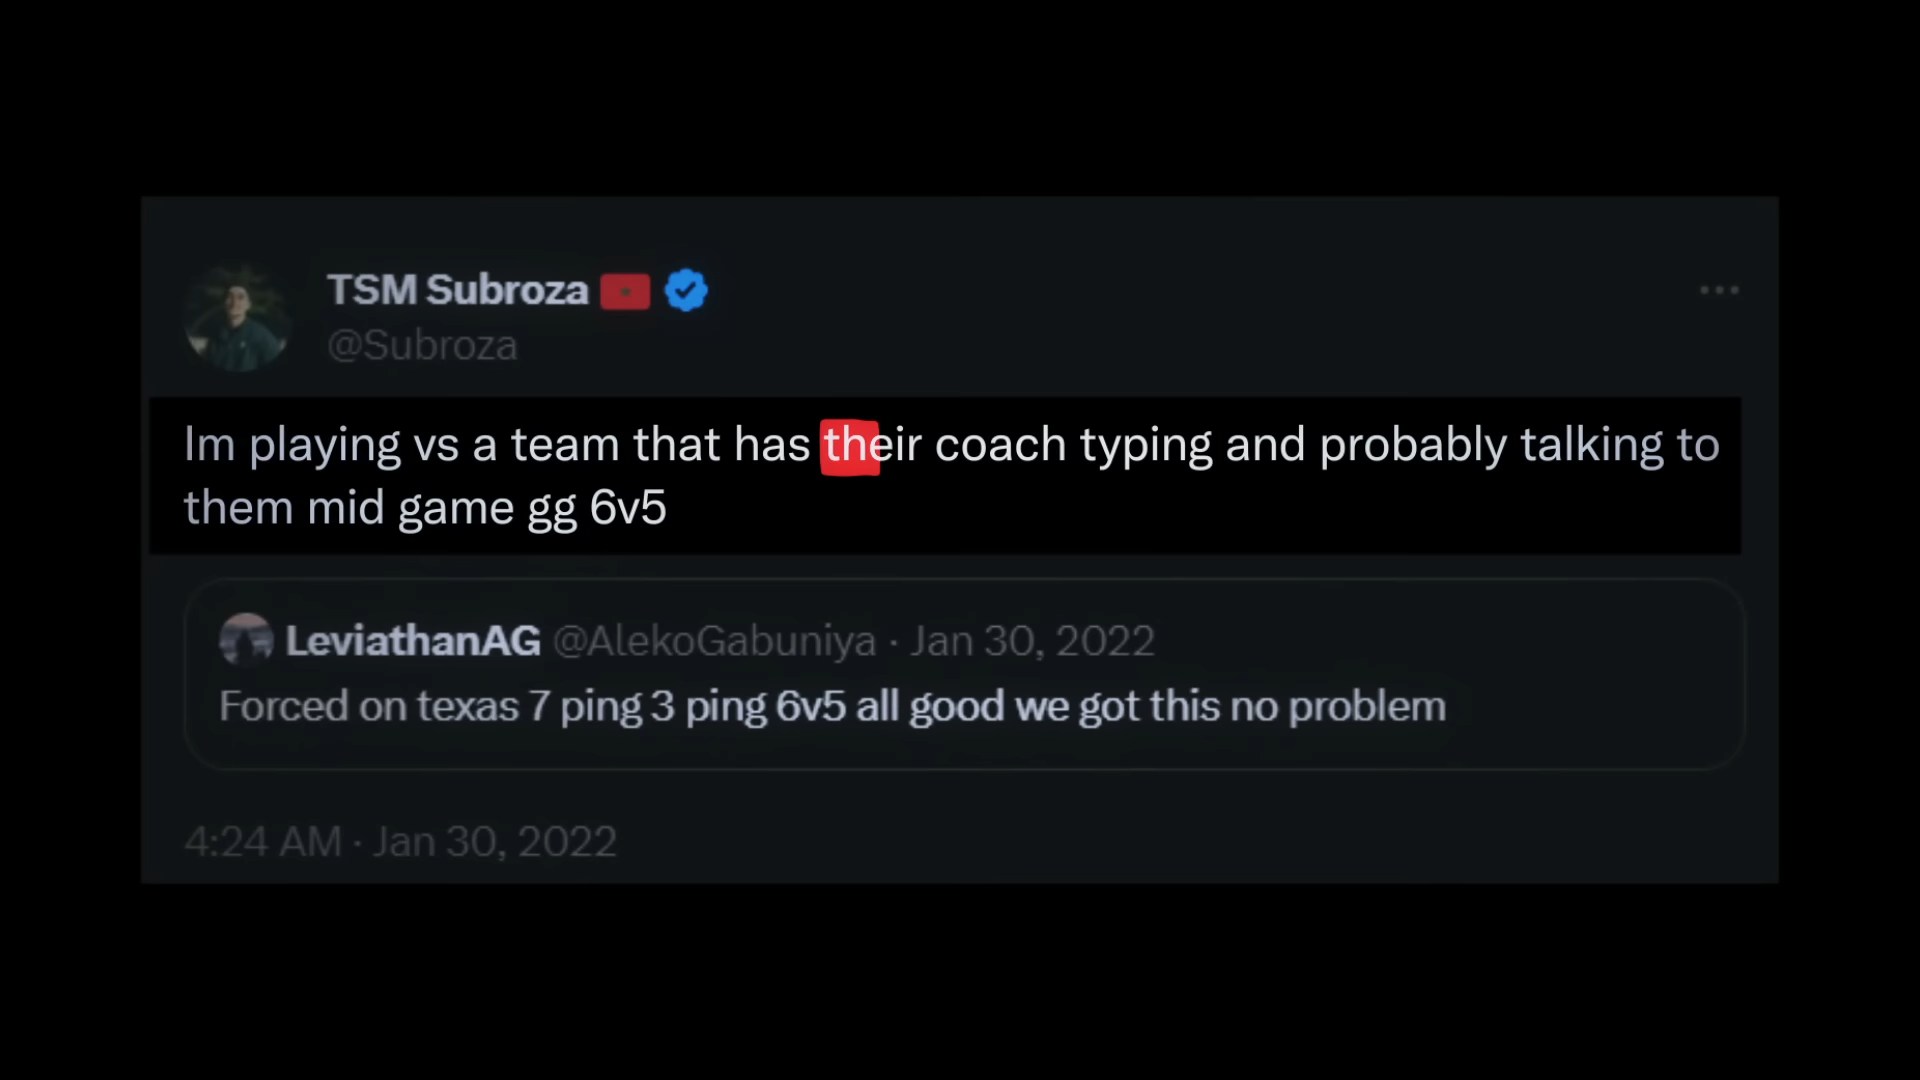 TSM Subroza
@Subroza
Im playing vs a team that has their coach typing and probably talking to
them mid game gg 6v5
LeviathanAG @AlekoGabuniya · Jan 30, 2022
Forced on texas 7 ping 3 ping 6v5 all good we got this no problem
4:24 AM · Jan 30, 2022